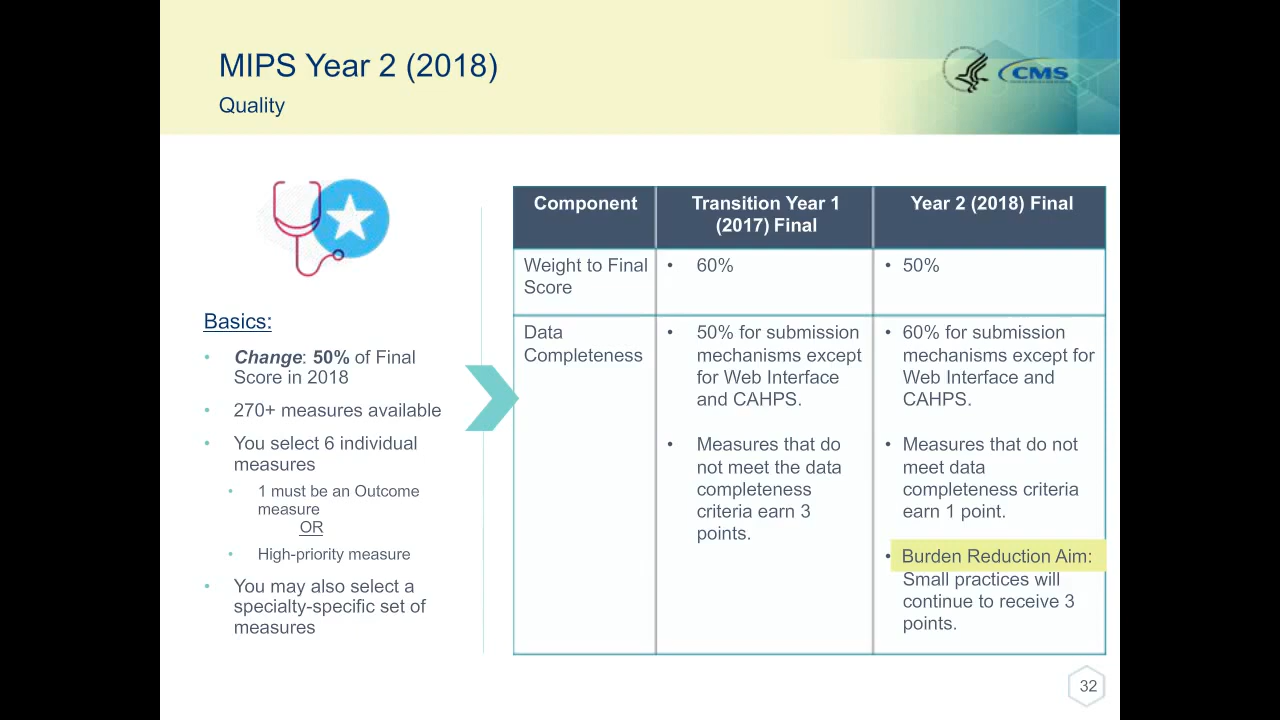 MIPS Year 2 (2018)
Quality
CMS
Basics:
• Change: 50% of Final
Score in 2018
• 270+ measures available
• You select 6 individual
measures
• 1 must be an Outcome
measure
OR
• High-priority measure
• You may also select a
specialty-specific set of
measures
Component
Transition Year 1
(2017) Final
Year 2 (2018) Final
Weight to Final
Score
• 60%
• 50%
Data
Completeness
• 50% for submission
mechanisms except
for Web Interface
and CAHPS.
• Measures that do
not meet the data
completeness
criteria earn 3
points.
• 60% for submission
mechanisms except for
Web Interface and
CAHPS.
• Measures that do not
meet data
completeness criteria
earn 1 point.
• Burden Reduction Aim:
Small practices will
continue to receive 3
points.
32